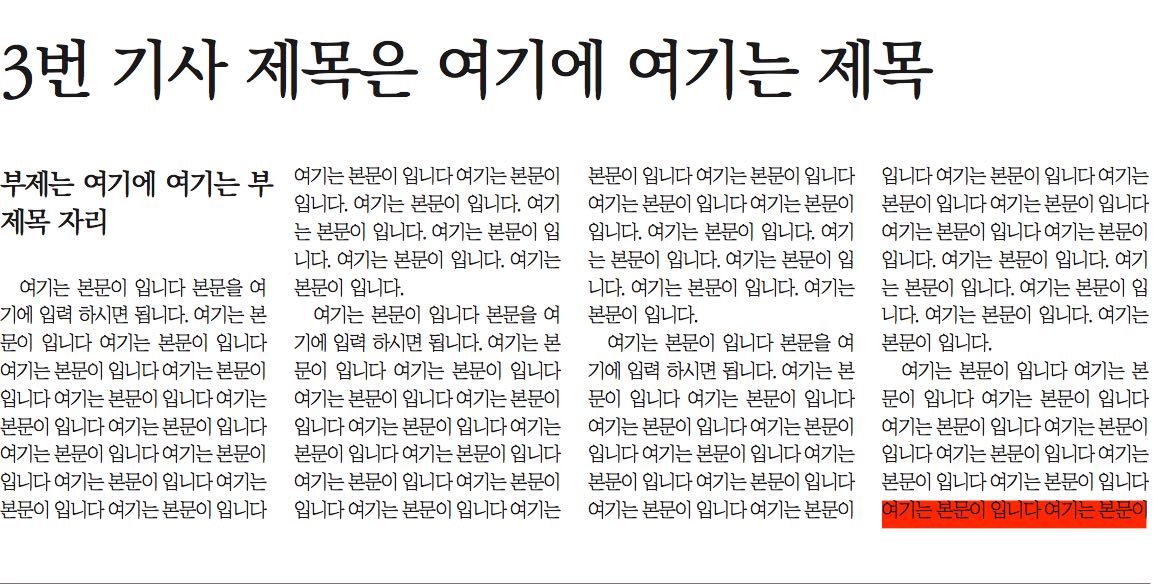 3번 기사 제목은 여기에 여기는 제목
부제는 여기에 여기는 부
제목 자리
여기는 본문이 입니다 본문을 여
기에 입력 하시면 됩니다. 여기는 본
문이 입니다 여기는 본문이 입니다
여기는 본문이 입니다 여기는 본문이
입니다 여기는 본문이 입니다 여기는
본문이 입니다 여기는 본문이 입니다
여기는 본문이 입니다 여기는 본문이
입니다 여기는 본문이 입니다 여기는
본문이 입니다 여기는 본문이 입니다
여기는 본문이 입니다 여기는 본문이
입니다. 여기는 본문이 입니다. 여기
는 본문이 입니다. 여기는 본문이 입
니다. 여기는 본문이 입니다. 여기는
본문이 입니다.
여기는 본문이 입니다 본문을 여
기에 입력 하시면 됩니다. 여기는 본
문이 입니다 여기는 본문이 입니다
여기는 본문이 입니다 여기는 본문이
입니다 여기는 본문이 입니다 여기는
본문이 입니다 여기는 본문이 입니다
여기는 본문이 입니다 여기는 본문이
입니다 여기는 본문이 입니다 여기는
본문이 입니다 여기는 본문이 입니다
여기는 본문이 입니다 여기는 본문이
입니다. 여기는 본문이 입니다. 여기
는 본문이 입니다. 여기는 본문이 입
니다. 여기는 본문이 입니다. 여기는
본문이 입니다.
여기는 본문이 입니다 본문을 여
기에 입력 하시면 됩니다. 여기는 본
문이 입니다 여기는 본문이 입니다
여기는 본문이 입니다 여기는 본문이
입니다 여기는 본문이 입니다 여기는
본문이 입니다 여기는 본문이 입니다
여기는 본문이 입니다 여기는 본문이
입니다 여기는 본문이 입니다 여기는
본문이 입니다 여기는 본문이 입니다
여기는 본문이 입니다 여기는 본문이
입니다. 여기는 본문이 입니다. 여기
는 본문이 입니다. 여기는 본문이 입
니다. 여기는 본문이 입니다. 여기는
본문이 입니다.
여기는 본문이 입니다 여기는 본
문이 입니다 여기는 본문이 입니다
여기는 본문이 입니다 여기는 본문이
입니다 여기는 본문이 입니다 여기는
본문이 입니다 여기는 본문이 입니다
여기는 본문이 입니다 여기는 본문이